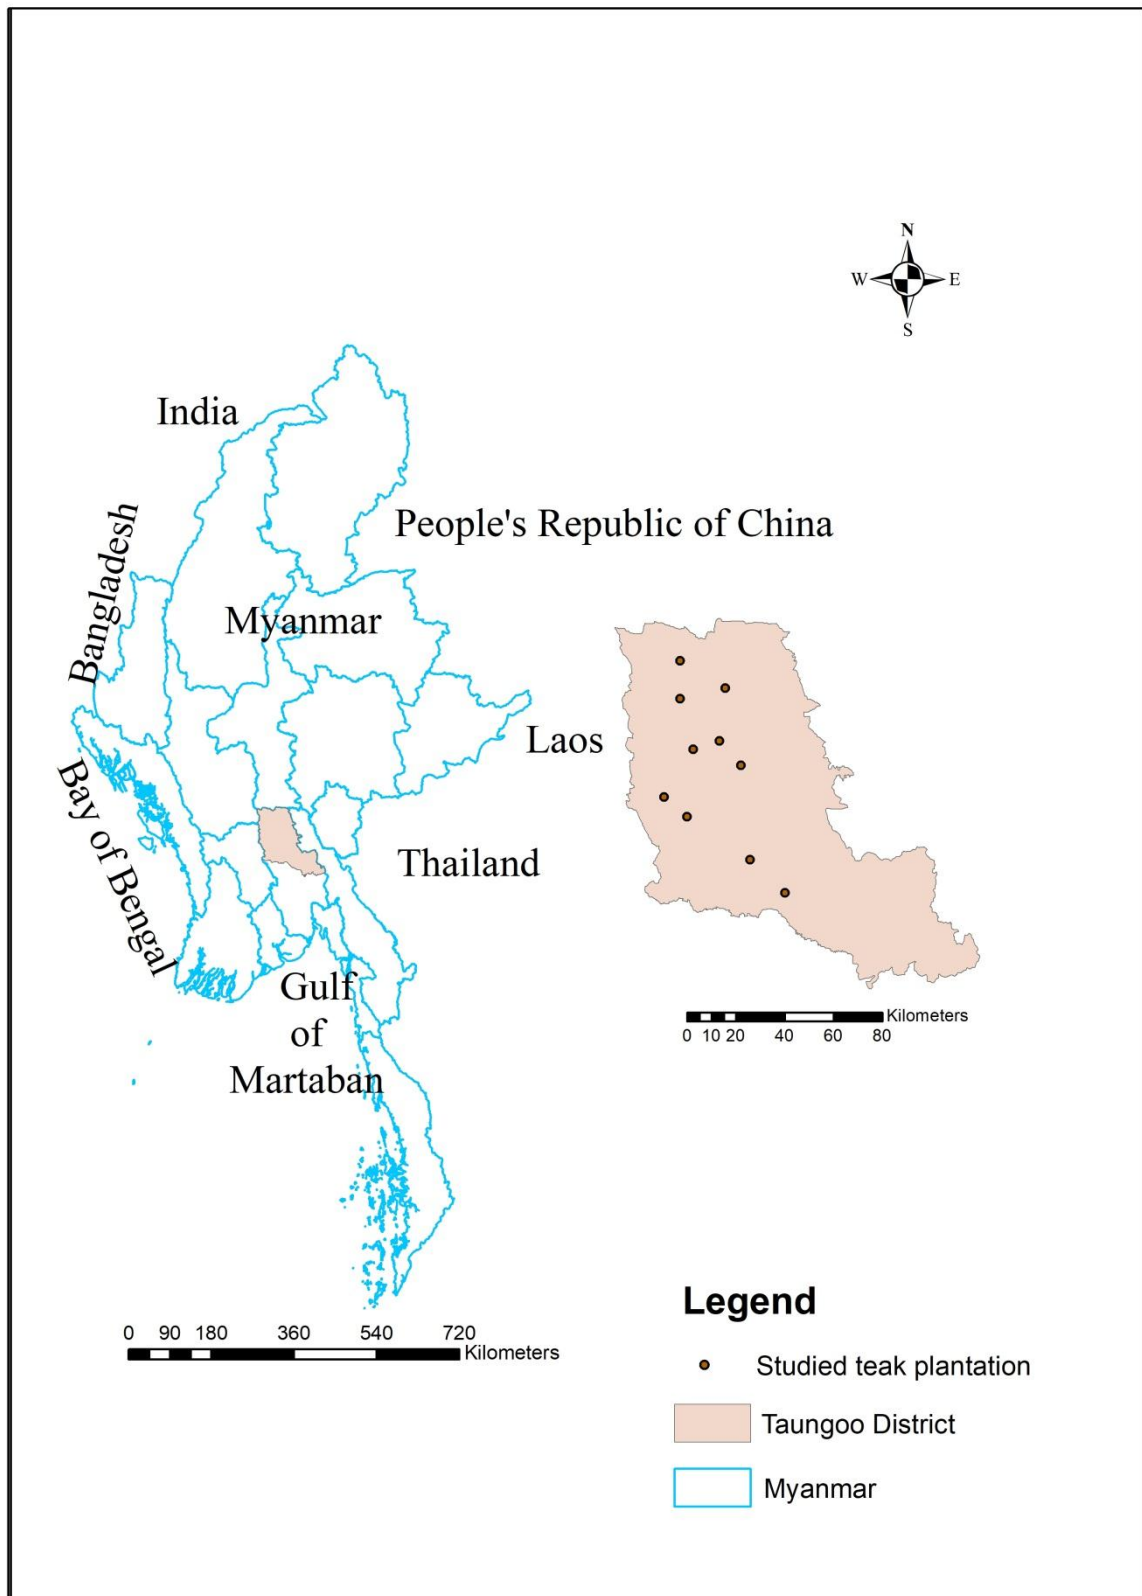 N
W
E
S
India
People's Republic of China
Bangladesh
Myanmar
Laos
Bay of Bengal
Thailand
Gulf
of
Martaban
Kilometers
0 10 20 40 60 80
0 90 180 360 540 720
Kilometers
Legend
Studied teak plantation
Taungoo District
Myanmar